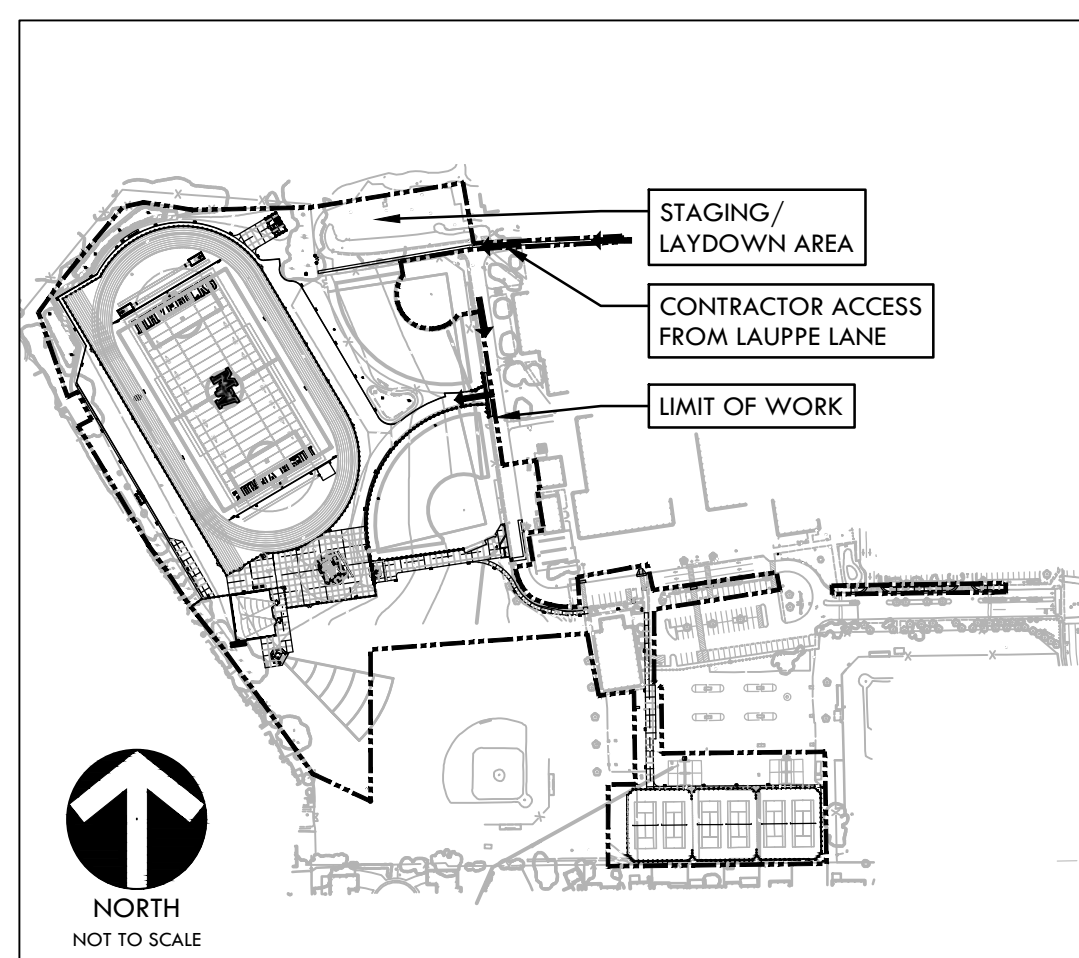 STAGING/
LAYDOWN AREA
CONTRACTOR ACCESS
FROM LAUPPE LANE
LIMIT OF WORK
NORTH
NOT TO SCALE